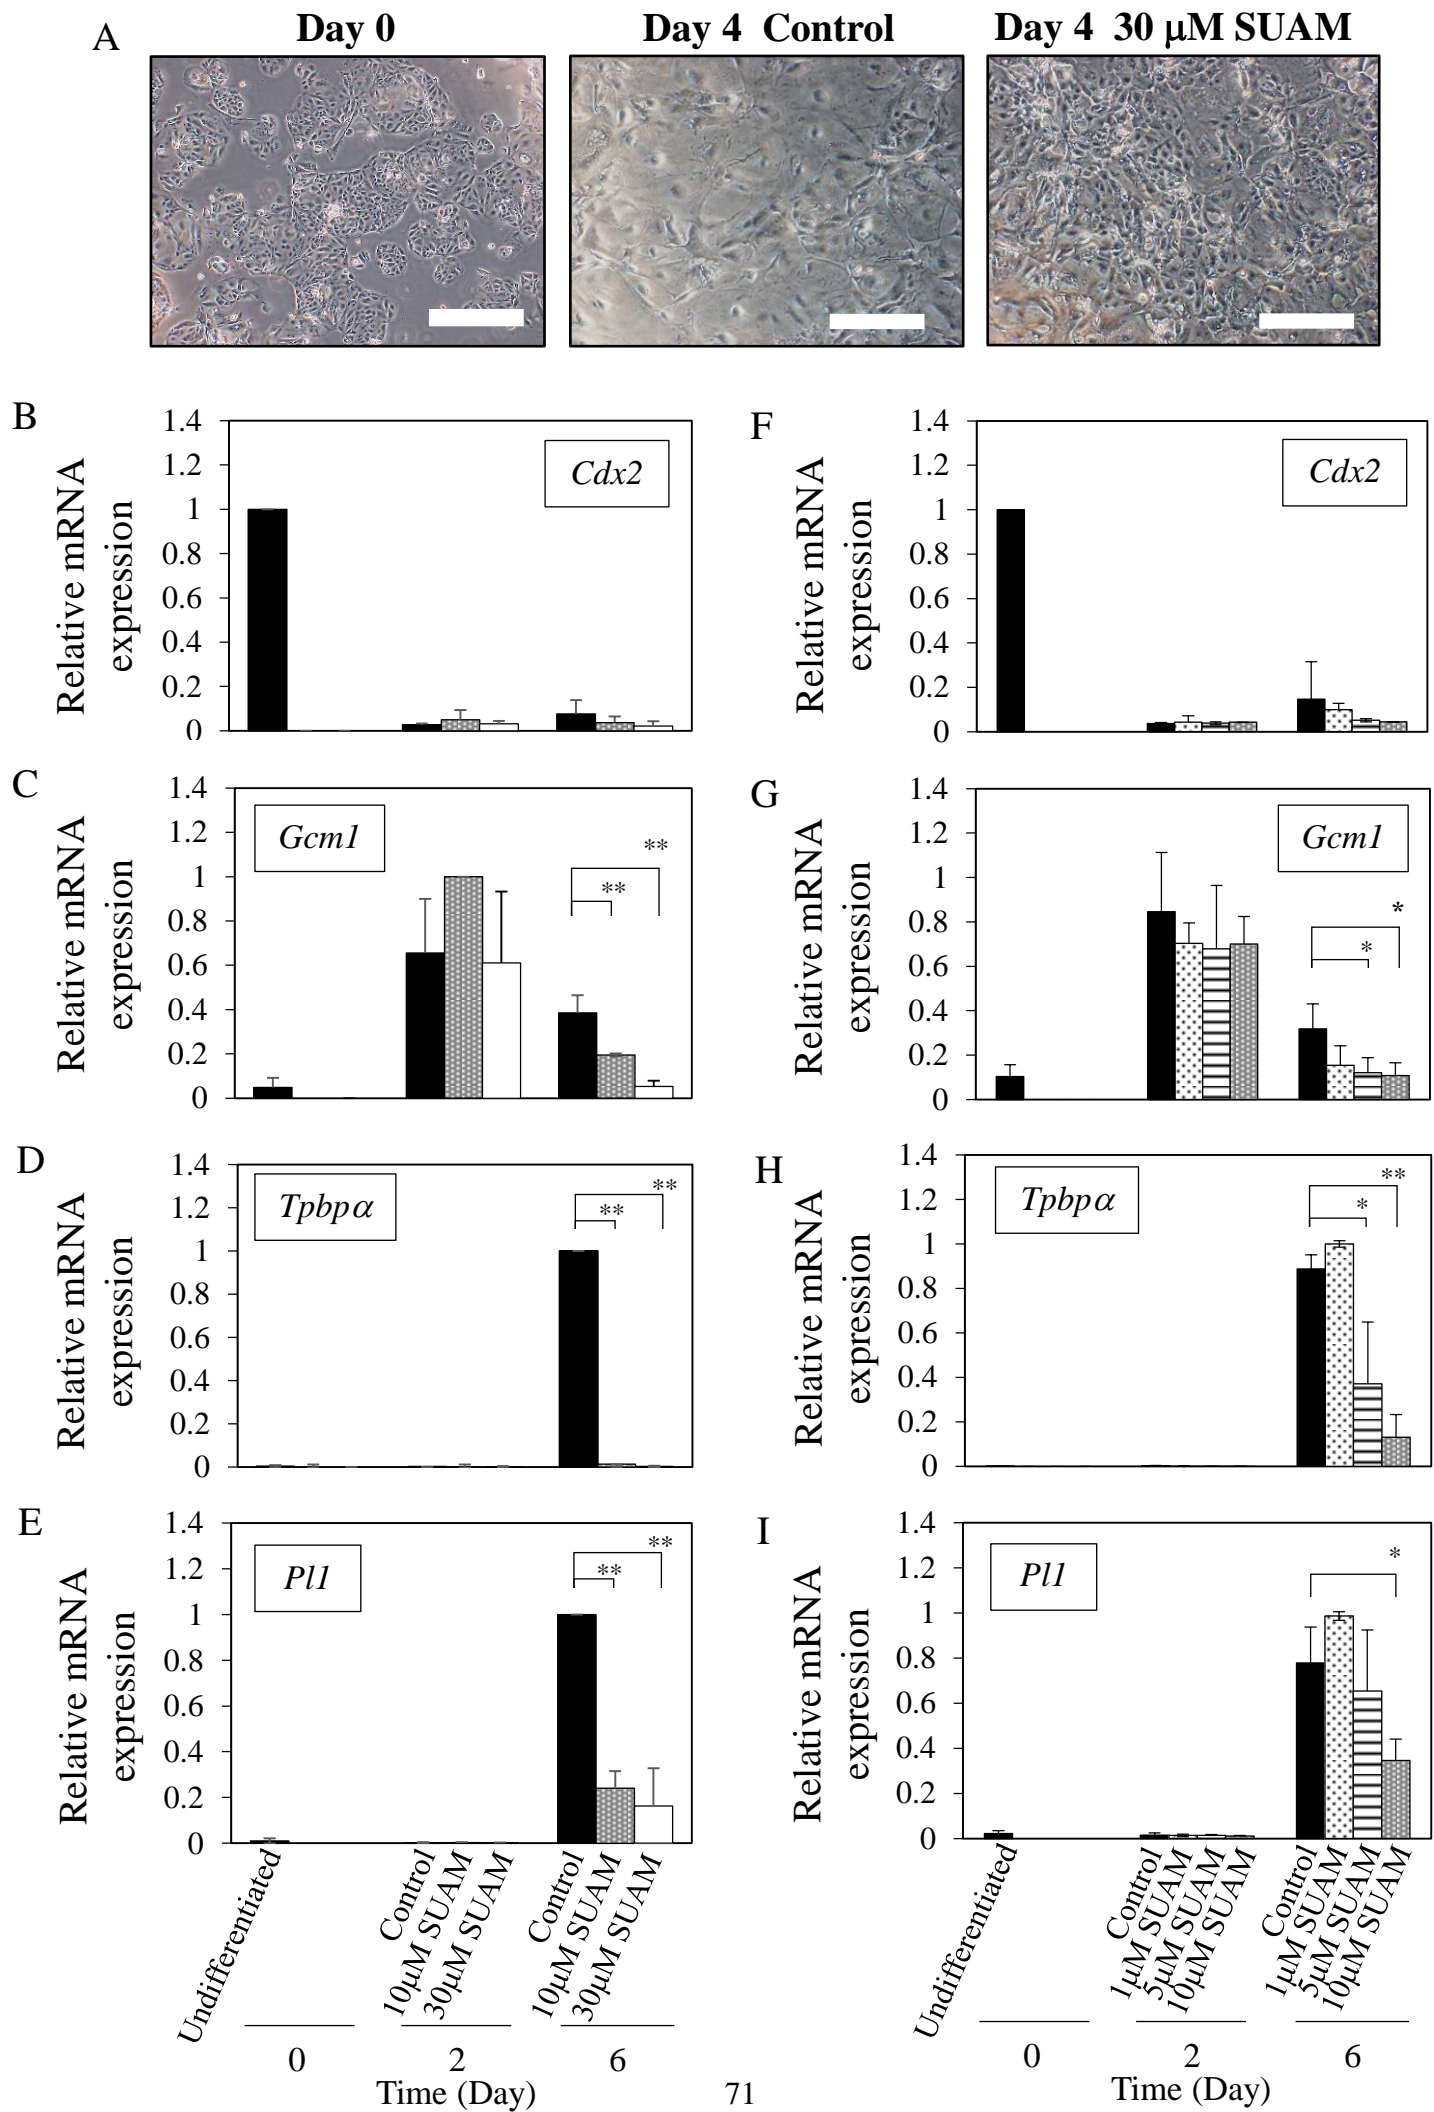 A
Day 0
Day 4 Control
Day 4 30 μM SUAM
B
Relative mRNA
expression
1.4
1.2
1
0.8
0.6
0.4
0.2
0
Cdx2
F
Relative mRNA
expression
1.4
1.2
1
0.8
0.6
0.4
0.2
0
Cdx2
C
Relative mRNA
expression
1.4
1.2
1
0.8
0.6
0.4
0.2
0
Gcm1
**
**
G
Relative mRNA
expression
1.4
1.2
1
0.8
0.6
0.4
0.2
0
Gcm1
*
*
D
Relative mRNA
expression
1.4
1.2
1
0.8
0.6
0.4
0.2
0
Tpbpα
**
**
H
Relative mRNA
expression
1.4
1.2
1
0.8
0.6
0.4
0.2
0
Tpbpα
**
*
E
Relative mRNA
expression
1.4
1.2
1
0.8
0.6
0.4
0.2
0
Pl1
**
**
Undifferentiated
Control
10μM SUAM
30μM SUAM
Control
10μM SUAM
30μM SUAM
0
2
6
Time (Day)
I
Relative mRNA
expression
1.4
1.2
1
0.8
0.6
0.4
0.2
0
Pl1
*
Undifferentiated
Control
1μM SUAM
5μM SUAM
10μM SUAM
Control
1μM SUAM
5μM SUAM
10μM SUAM
0
2
6
Time (Day)
71